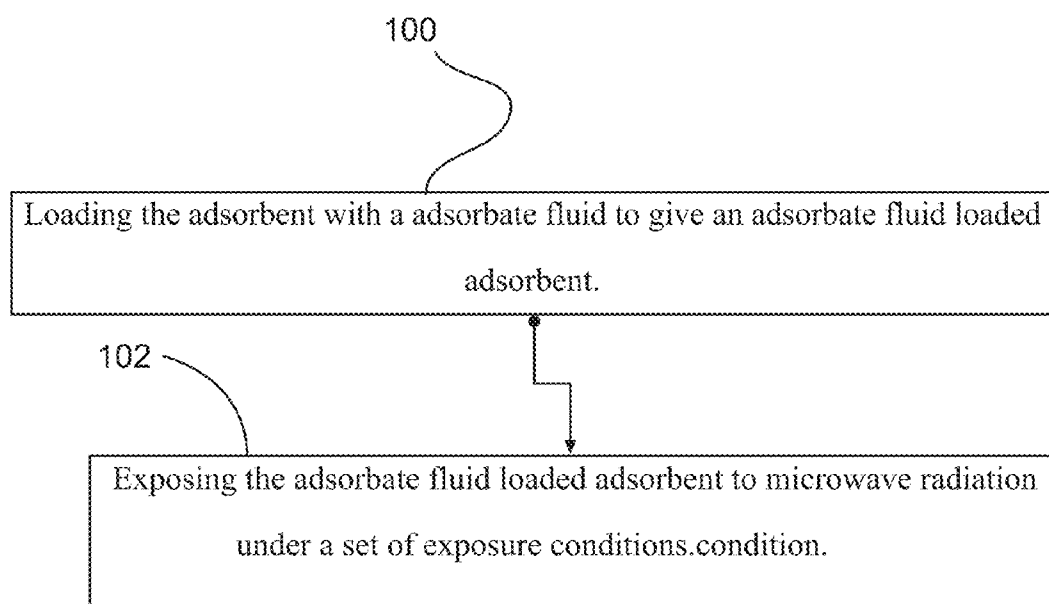 100
Loading the adsorbent with a adsorbate fluid to give an adsorbate fluid loaded
adsorbent.
102
Exposing the adsorbate fluid loaded adsorbent to microwave radiation
under a set of exposure conditions.condition.